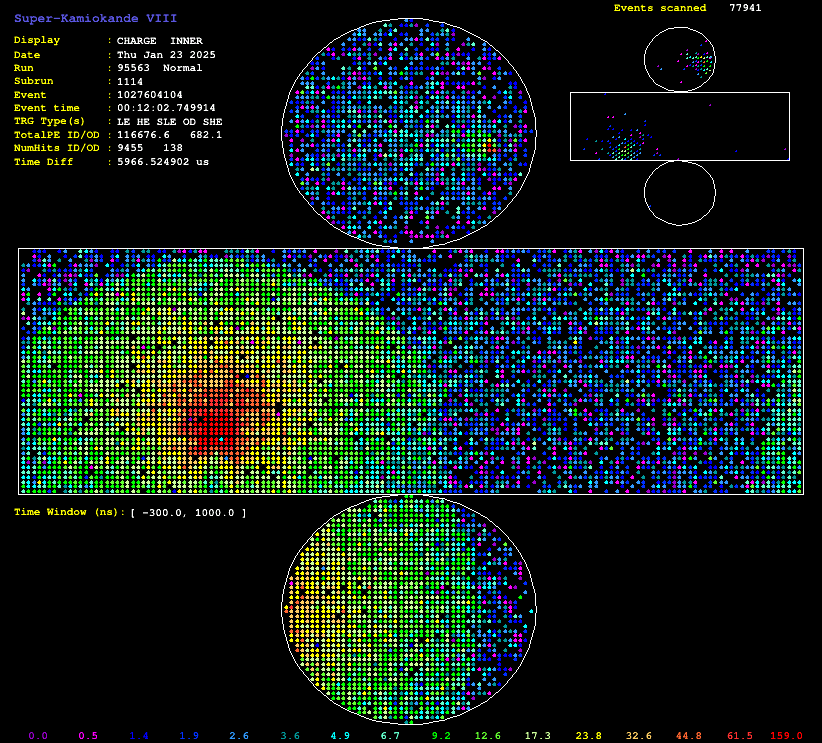 Super-Kamiokande VIII
Events scanned 77941
Display : CHARGE INNER
Date : Thu Jan 23 2025
Run : 95563 Normal
Subrun : 1114
Event : 1027604104
Event time : 00:12:02.749914
TRG Type(s) : LE HE SLE OD SHE
TotalPE ID/OD : 116676.6 682.1
NumHits ID/OD : 9455 138
Time Diff : 5966.524902 us
Time Window (ns): [ -300.0, 1000.0 ]
0.0 0.5 1.4 1.9 2.6 3.6 4.9 6.7 9.2 12.6 17.3 23.8 32.6 44.8 61.5 159.0